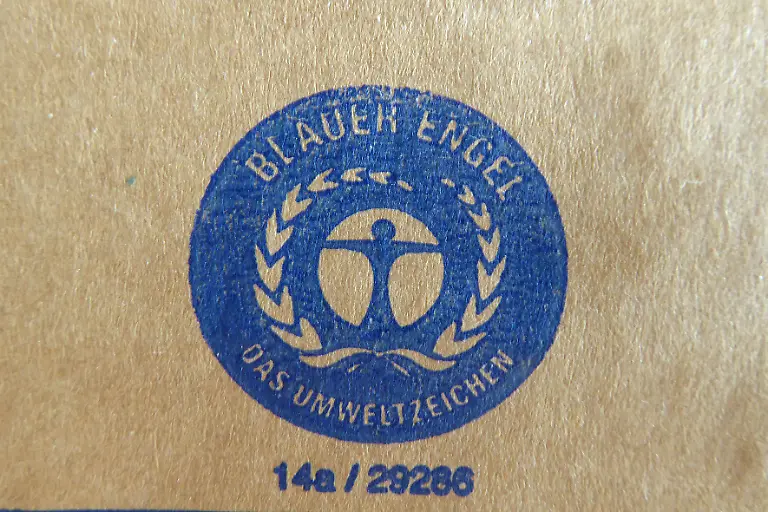 BLAUER ENGEL
DAS UMWELTZEICHEN
14a / 29286